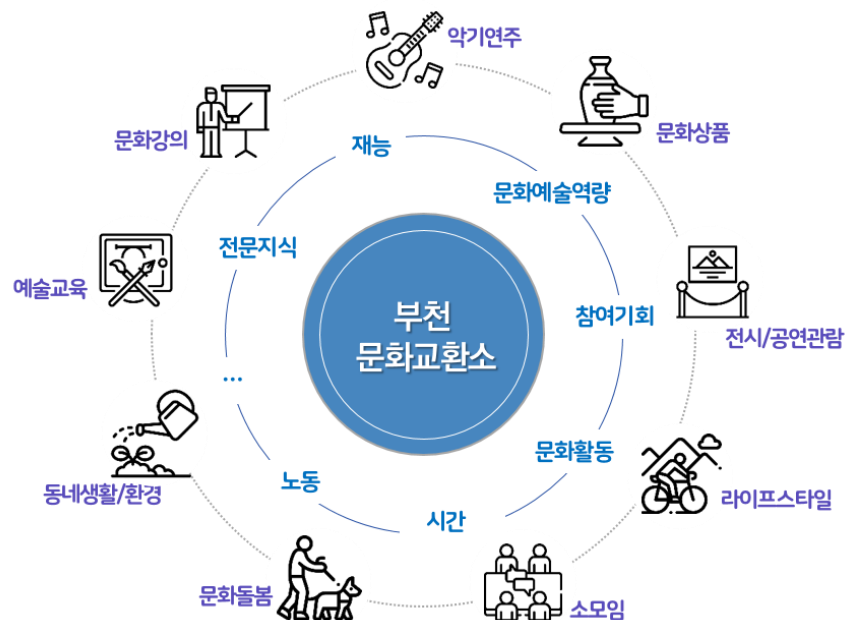 악기연주
문화상품
문화강의
재능
문화예술역량
전문지식
예술교육
부천
문화교환소
참여기회
전시/공연관람
...
문화활동
동네생활/환경
노동
라이프스타일
시간
문화돌봄
소모임